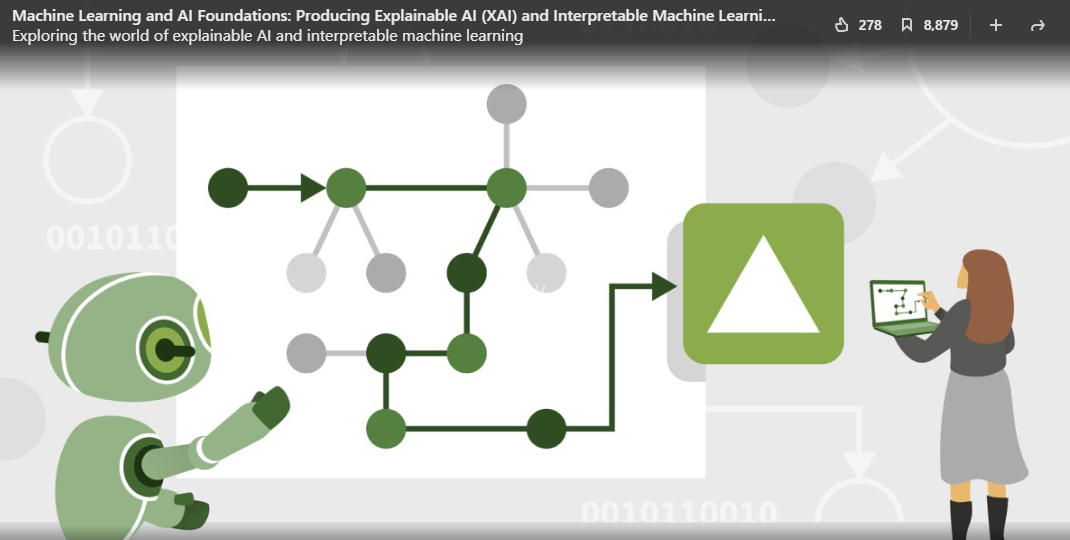 Machine Learning and AI Foundations: Producing Explainable AI (XAI) and Interpretable Machine Learni...
278
8,879
Exploring the world of explainable AI and interpretable machine learning
0010110
0010110010